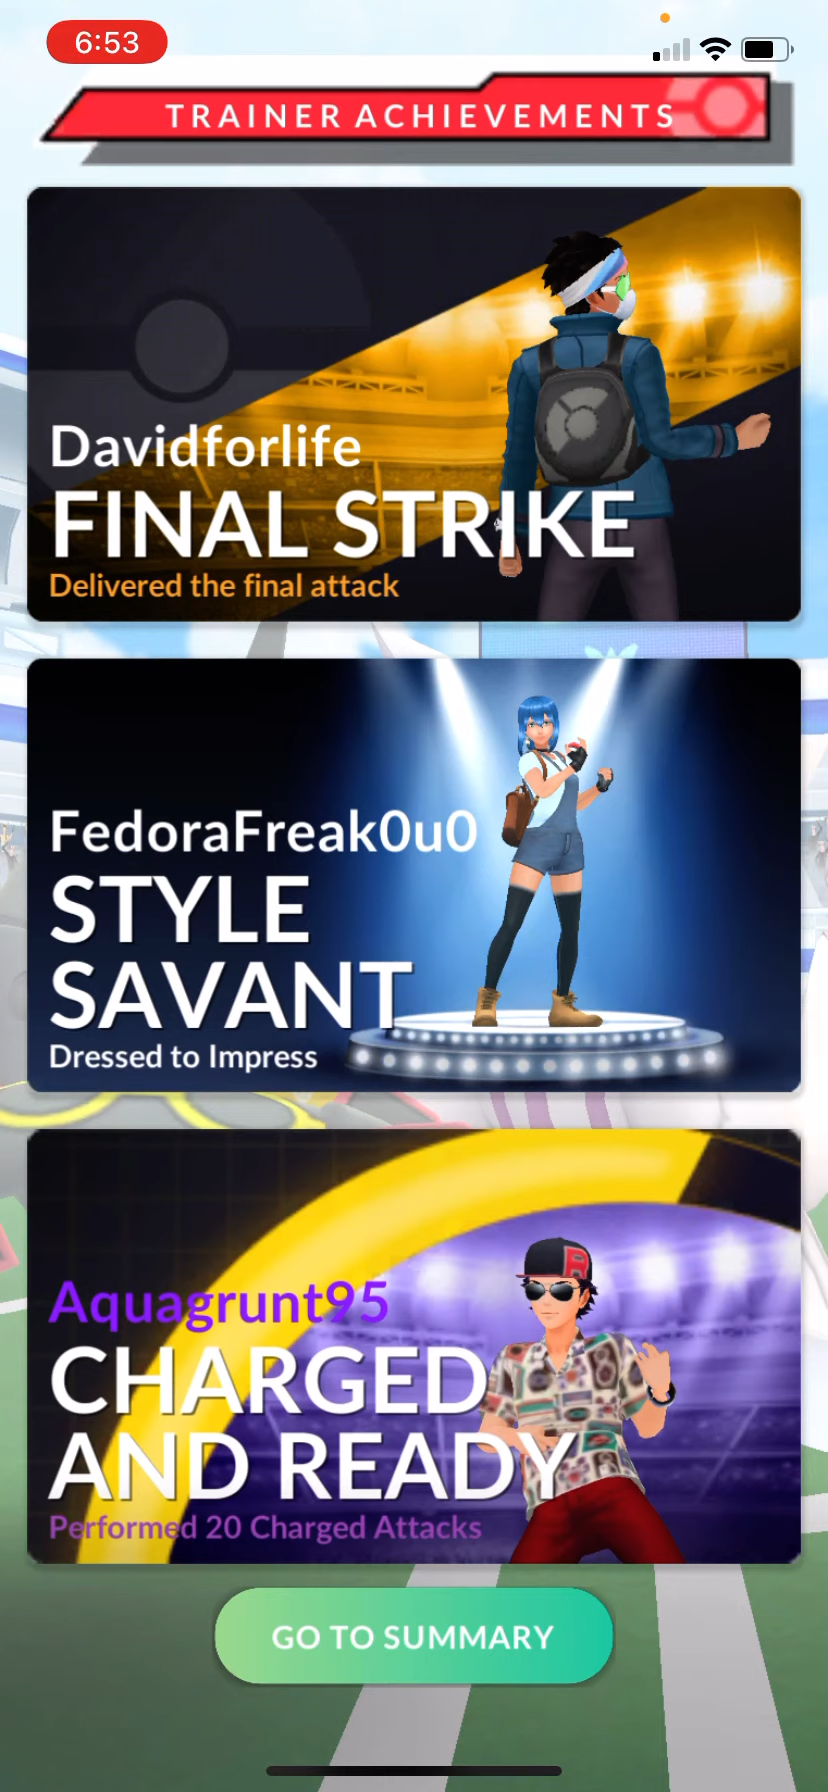 6:53
TRAINER ACHIEVEMENTS
Davidforlife
FINAL STRIKE
Delivered the final attack
FedoraFreak0u0
STYLE
SAVANT
Dressed to Impress
Aquagrunt95
CHARGED
AND READY
Performed 20 Charged Attacks
GO TO SUMMARY